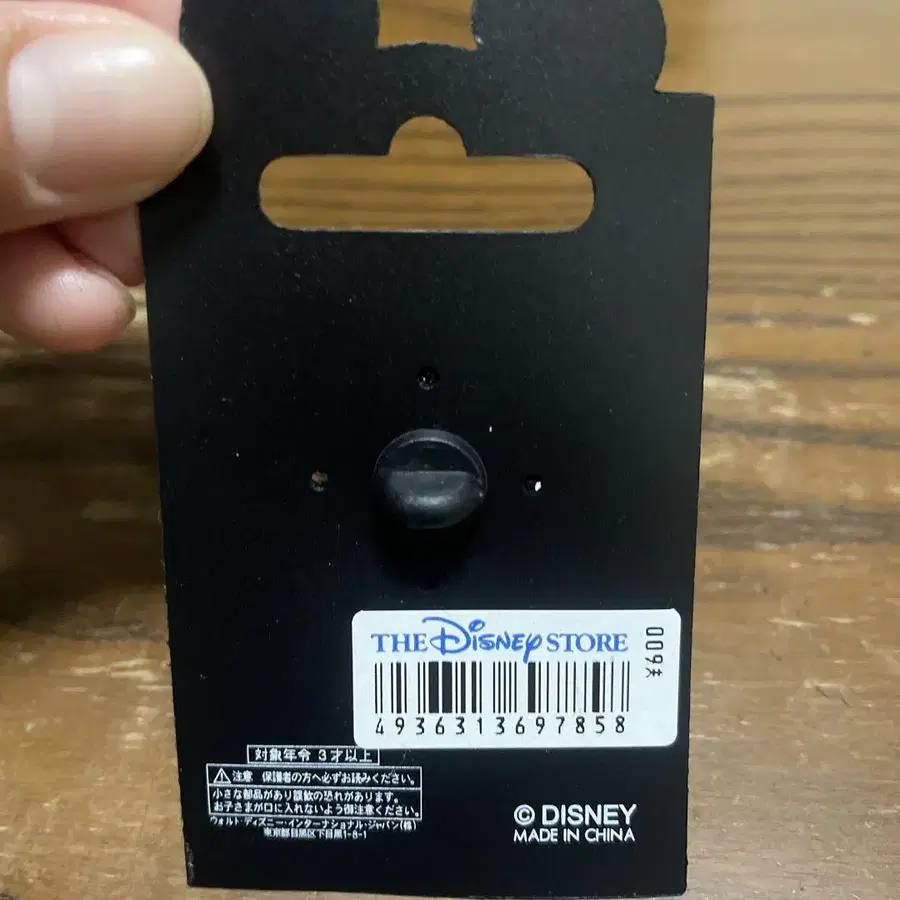 THE DISNEY STORE
¥600
4936313697858
対象年令 3才以上
⚠注意 保護者の方へ必ずお読みください。
小さな部品があり誤飲の恐れがあります。
お子さまが口に入れないよう御注意ください。
ウォルト・ディズニー・インターナショナル・ジャパン(株)
東京都目黒区下目黒1-8-1
© DISNEY
MADE IN CHINA